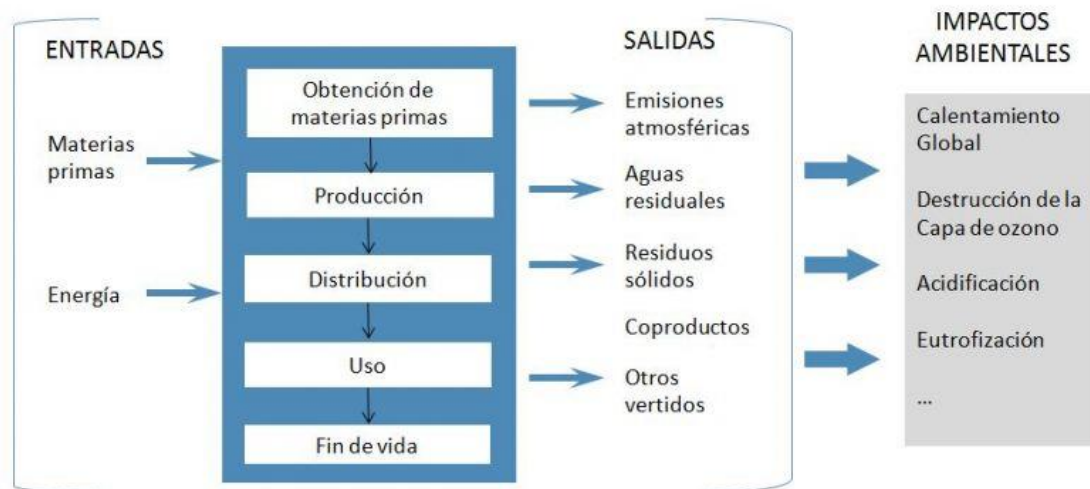 ENTRADAS
Materias
primas
Energía
Obtención de
materias primas
Producción
Distribución
Uso
Fin de vida
SALIDAS
Emisiones
atmosféricas
Aguas
residuales
Residuos
sólidos
Coproductos
Otros
vertidos
IMPACTOS
AMBIENTALES
Calentamiento
Global
Destrucción de la
Capa de ozono
Acidificación
Eutrofización
...